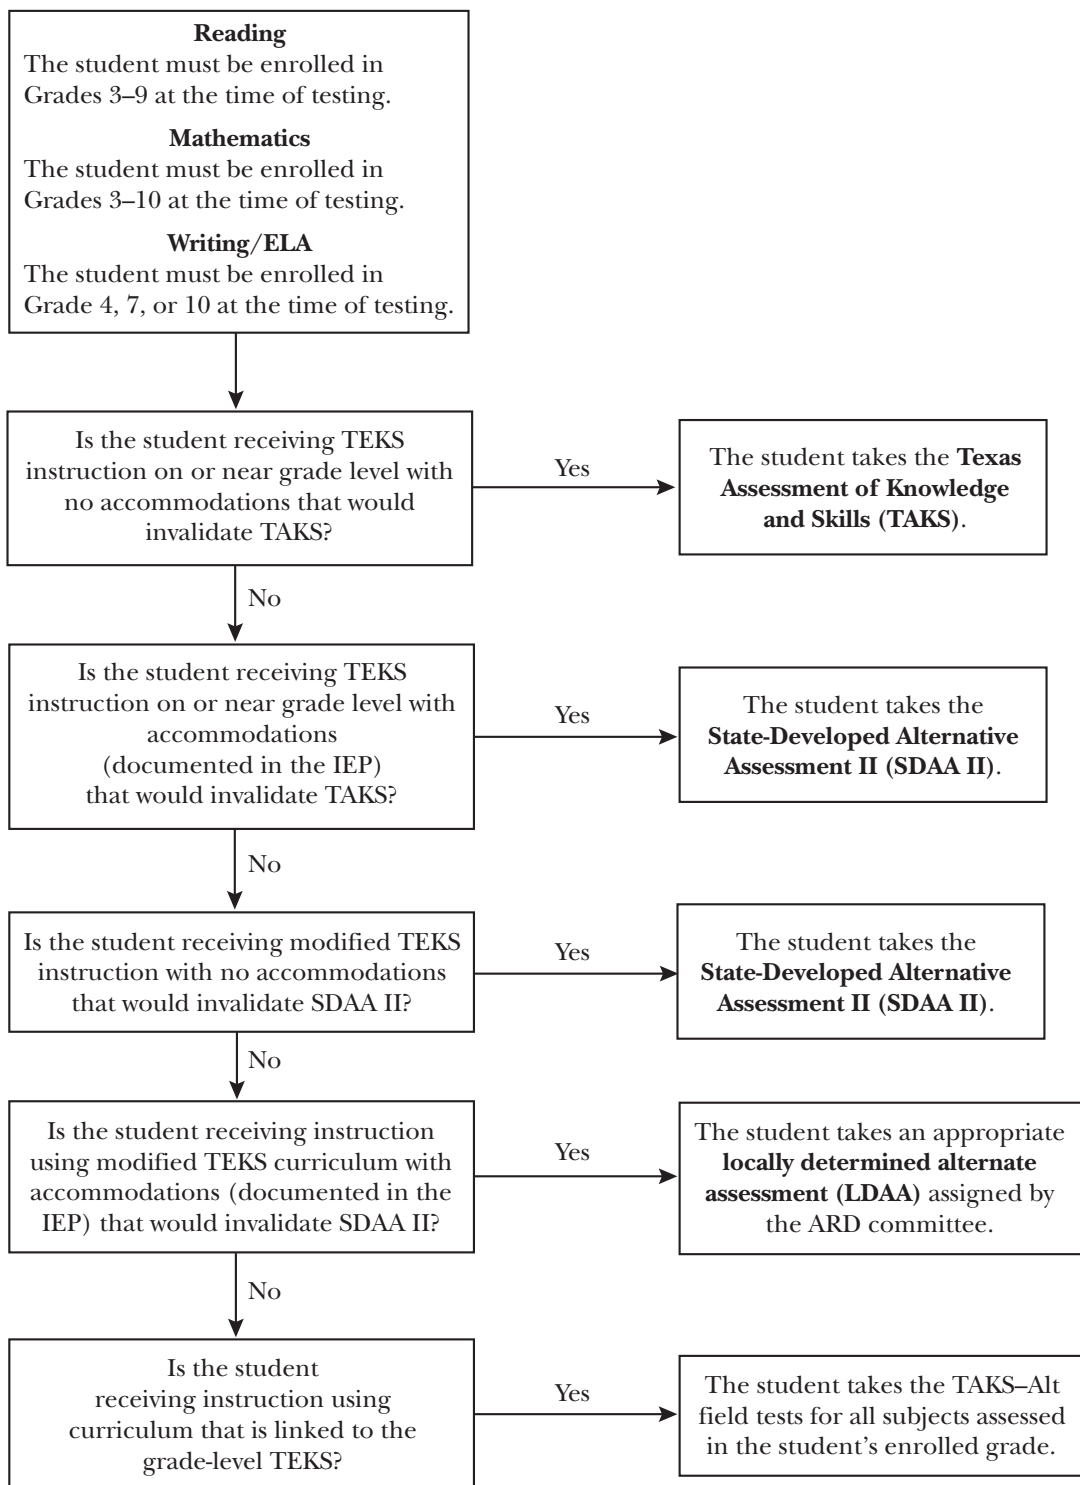 Reading
The student must be enrolled in
Grades 3–9 at the time of testing.
Mathematics
The student must be enrolled in
Grades 3–10 at the time of testing.
Writing/ELA
The student must be enrolled in
Grade 4, 7, or 10 at the time of testing.
Is the student receiving TEKS
instruction on or near grade level with
no accommodations that would
invalidate TAKS?
Yes
The student takes the Texas
Assessment of Knowledge
and Skills (TAKS).
No
Is the student receiving TEKS
instruction on or near grade level with
accommodations
(documented in the IEP)
that would invalidate TAKS?
Yes
The student takes the
State-Developed Alternative
Assessment II (SDAA II).
No
Is the student receiving modified TEKS
instruction with no accommodations
that would invalidate SDAA II?
Yes
The student takes the
State-Developed Alternative
Assessment II (SDAA II).
No
Is the student receiving instruction
using modified TEKS curriculum with
accommodations (documented in the
IEP) that would invalidate SDAA II?
Yes
The student takes an appropriate
locally determined alternate
assessment (LDAA) assigned by
the ARD committee.
No
Is the student
receiving instruction using
curriculum that is linked to the
grade-level TEKS?
Yes
The student takes the TAKS–Alt
field tests for all subjects assessed
in the student's enrolled grade.